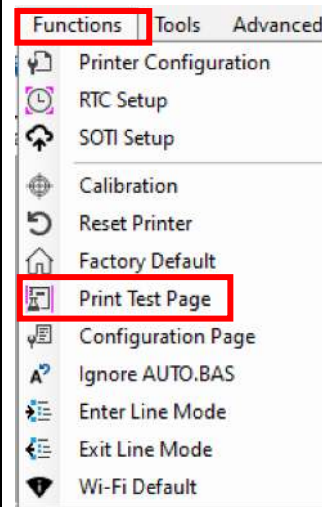 Functions Tools Advanced
Printer Configuration
RTC Setup
SOTI Setup
Calibration
Reset Printer
Factory Default
Print Test Page
Configuration Page
Ignore AUTO.BAS
Enter Line Mode
Exit Line Mode
Wi-Fi Default